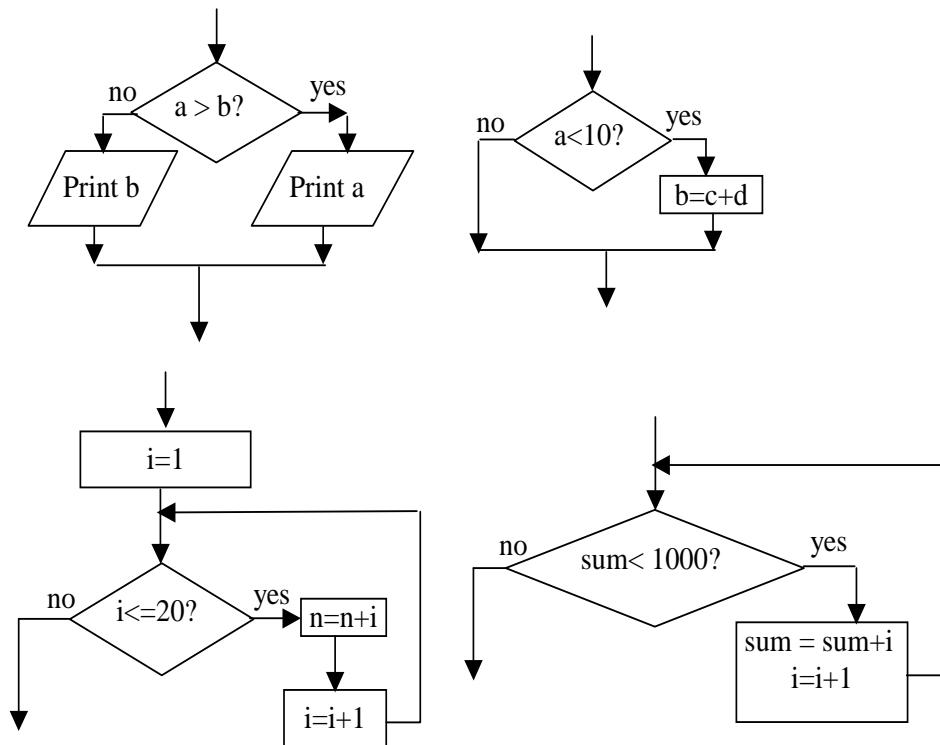 no
a > b?
yes
Print b
Print a
no
a<10?
yes
b=c+d
i=1
no
i<=20?
yes
n=n+i
i=i+1
no
sum< 1000?
yes
sum = sum+i
i=i+1